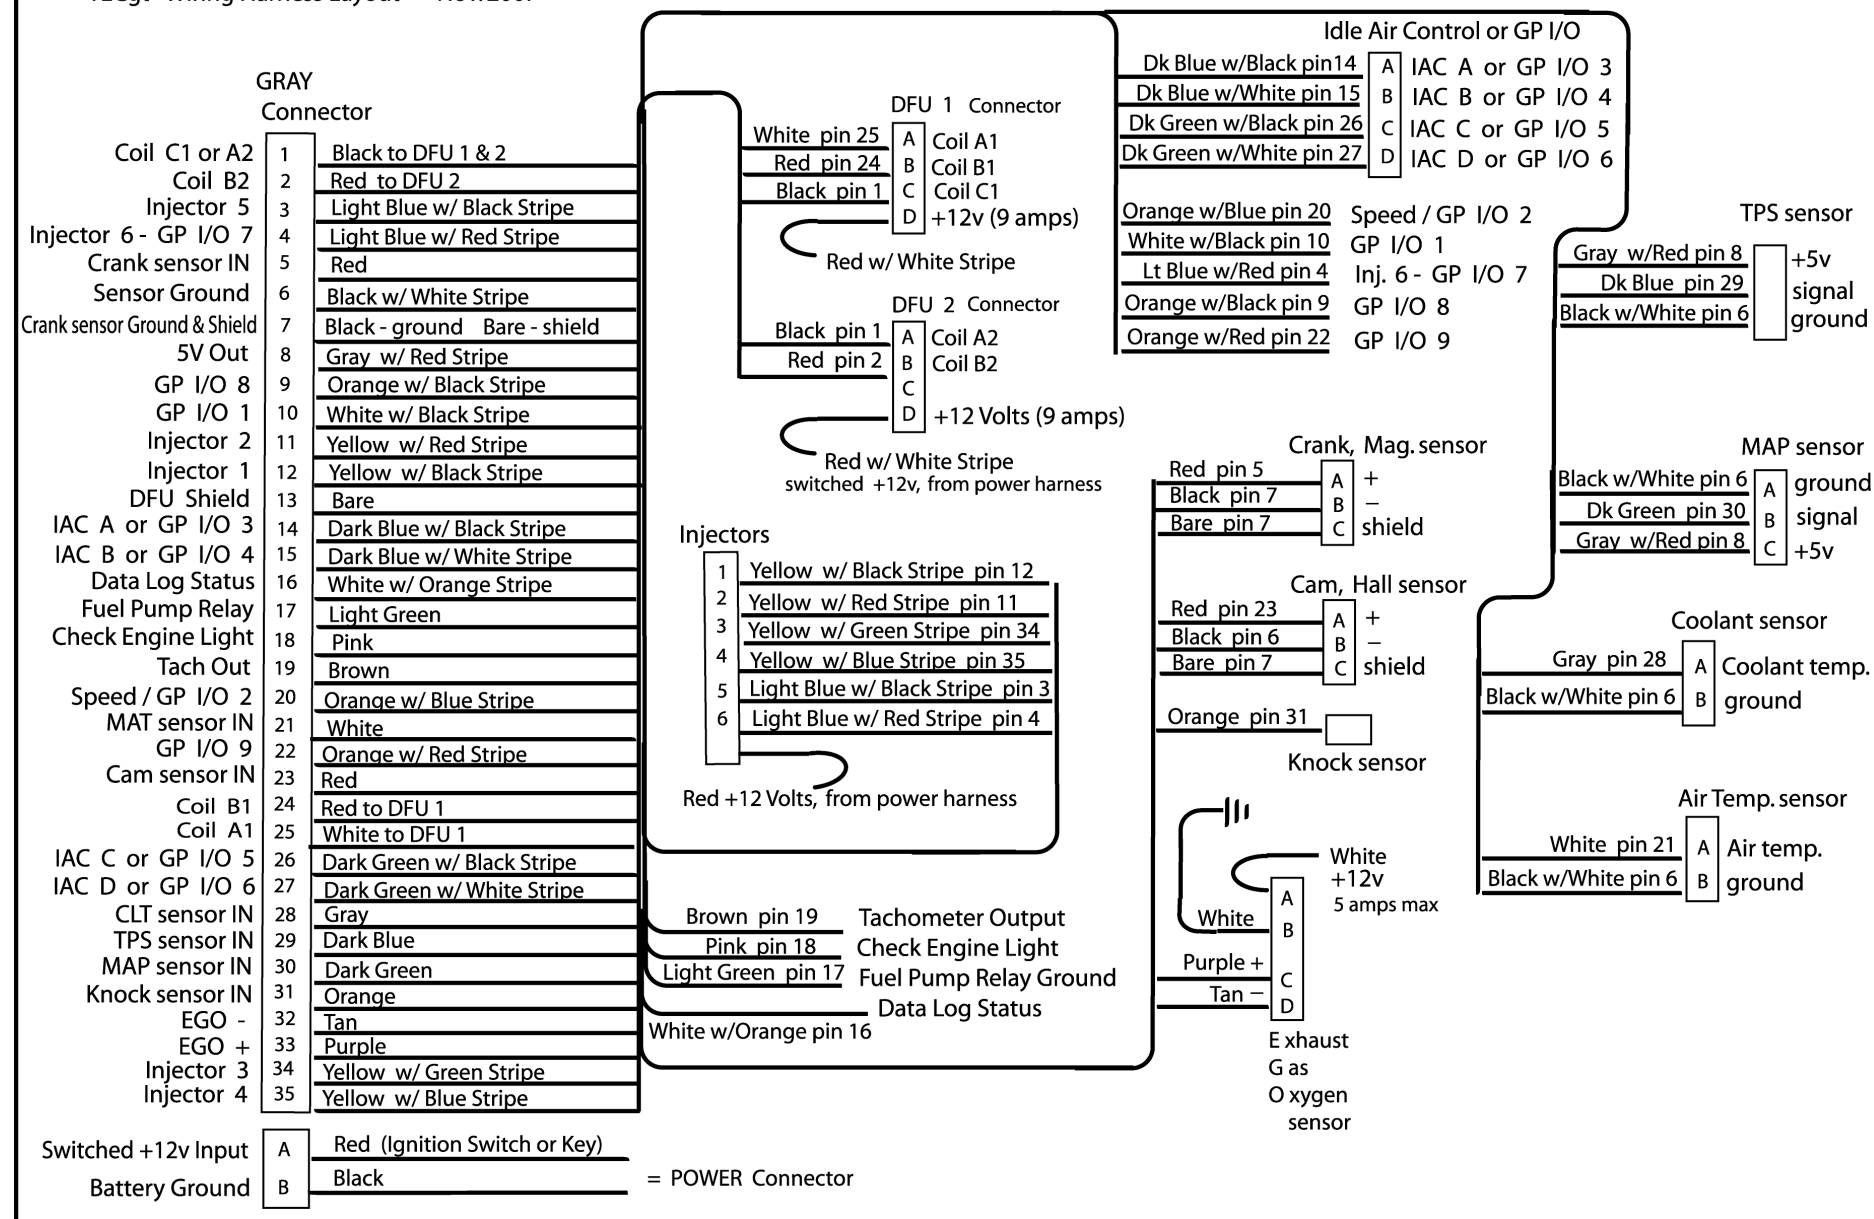 GRAY
Connector
Coil C1 or A2 1 Black to DFU 1 & 2
Coil B2 2 Red to DFU 2
Injector 5 3 Light Blue w/ Black Stripe
Injector 6 - GP I/O 7 4 Light Blue w/ Red Stripe
Crank sensor IN 5 Red
Sensor Ground 6 Black w/ White Stripe
Crank sensor Ground & Shield 7 Black - ground Bare - shield
5V Out 8 Gray w/ Red Stripe
GP I/O 8 9 Orange w/ Black Stripe
GP I/O 1 10 White w/ Black Stripe
Injector 2 11 Yellow w/ Red Stripe
Injector 1 12 Yellow w/ Black Stripe
DFU Shield 13 Bare
IAC A or GP I/O 3 14 Dark Blue w/ Black Stripe
IAC B or GP I/O 4 15 Dark Blue w/ White Stripe
Data Log Status 16 White w/ Orange Stripe
Fuel Pump Relay 17 Light Green
Check Engine Light 18 Pink
Tach Out 19 Brown
Speed / GP I/O 2 20 Orange w/ Blue Stripe
MAT sensor IN 21 White
GP I/O 9 22 Orange w/ Red Stripe
Cam sensor IN 23 Red
Coil B1 24 Red to DFU 1
Coil A1 25 White to DFU 1
IAC C or GP I/O 5 26 Dark Green w/ Black Stripe
IAC D or GP I/O 6 27 Dark Green w/ White Stripe
CLT sensor IN 28 Gray
TPS sensor IN 29 Dark Blue
MAP sensor IN 30 Dark Green
Knock sensor IN 31 Orange
EGO - 32 Tan
EGO + 33 Purple
Injector 3 34 Yellow w/ Green Stripe
Injector 4 35 Yellow w/ Blue Stripe
Switched +12v Input A Red (Ignition Switch or Key)
Battery Ground B Black
= POWER Connector
DFU 1 Connector
White pin 25 A Coil A1
Red pin 24 B Coil B1
Black pin 1 C Coil C1
D +12v (9 amps)
Red w/ White Stripe
DFU 2 Connector
Black pin 1 A Coil A2
Red pin 2 B Coil B2
C
D +12 Volts (9 amps)
Red w/ White Stripe
switched +12v, from power harness
Injectors
1 Yellow w/ Black Stripe pin 12
2 Yellow w/ Red Stripe pin 11
3 Yellow w/ Green Stripe pin 34
4 Yellow w/ Blue Stripe pin 35
5 Light Blue w/ Black Stripe pin 3
6 Light Blue w/ Red Stripe pin 4
Red +12 Volts, from power harness
Brown pin 19 Tachometer Output
Pink pin 18 Check Engine Light
Light Green pin 17 Fuel Pump Relay Ground
Data Log Status
White w/Orange pin 16
Idle Air Control or GP I/O
Dk Blue w/Black pin14 A IAC A or GP I/O 3
Dk Blue w/White pin 15 B IAC B or GP I/O 4
Dk Green w/Black pin 26 C IAC C or GP I/O 5
Dk Green w/White pin 27 D IAC D or GP I/O 6
Orange w/Blue pin 20 Speed / GP I/O 2
White w/Black pin 10 GP I/O 1
Lt Blue w/Red pin 4 Inj. 6 - GP I/O 7
Orange w/Black pin 9 GP I/O 8
Orange w/Red pin 22 GP I/O 9
Crank, Mag. sensor
Red pin 5 A +
Black pin 7 B −
Bare pin 7 C shield
Cam, Hall sensor
Red pin 23 A +
Black pin 6 B −
Bare pin 7 C shield
Orange pin 31
Knock sensor
White
+12v
5 amps max
A
White B
Purple + C
Tan − D
E xhaust
G as
O xygen
sensor
TPS sensor
Gray w/Red pin 8 +5v
Dk Blue pin 29 signal
Black w/White pin 6 ground
MAP sensor
Black w/White pin 6 A ground
Dk Green pin 30 B signal
Gray w/Red pin 8 C +5v
Coolant sensor
Gray pin 28 A Coolant temp.
Black w/White pin 6 B ground
Air Temp. sensor
White pin 21 A Air temp.
Black w/White pin 6 B ground